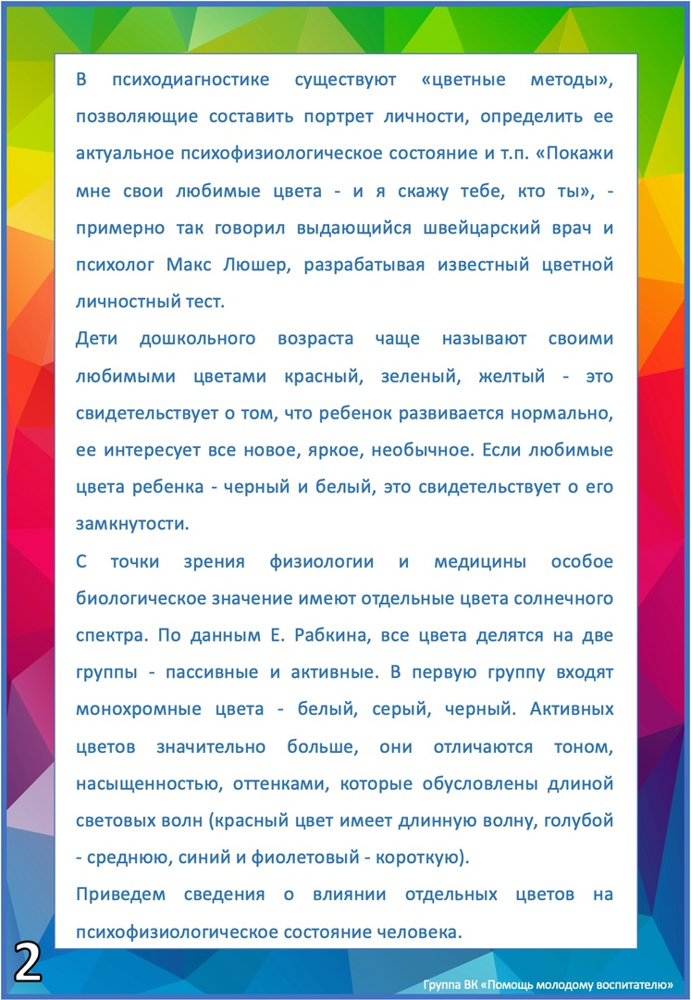 В психодиагностике существуют «цветные методы»,
позволяющие составить портрет личности, определить ее
актуальное психофизиологическое состояние и т.п. «Покажи
мне свои любимые цвета - и я скажу тебе, кто ты», -
примерно так говорил выдающийся швейцарский врач и
психолог Макс Люшер, разрабатывая известный цветной
личностный тест.
Дети дошкольного возраста чаще называют своими
любимыми цветами красный, зеленый, желтый - это
свидетельствует о том, что ребенок развивается нормально,
ее интересует все новое, яркое, необычное. Если любимые
цвета ребенка - черный и белый, это свидетельствует о его
замкнутости.
С точки зрения физиологии и медицины особое
биологическое значение имеют отдельные цвета солнечного
спектра. По данным Е. Рабкина, все цвета делятся на две
группы - пассивные и активные. В первую группу входят
монохромные цвета - белый, серый, черный. Активных
цветов значительно больше, они отличаются тоном,
насыщенностью, оттенками, которые обусловлены длиной
световых волн (красный цвет имеет длинную волну, голубой
- среднюю, синий и фиолетовый - короткую).
Приведем сведения о влиянии отдельных цветов на
психофизиологическое состояние человека.
2
Группа ВК «Помощь молодому воспитателю»